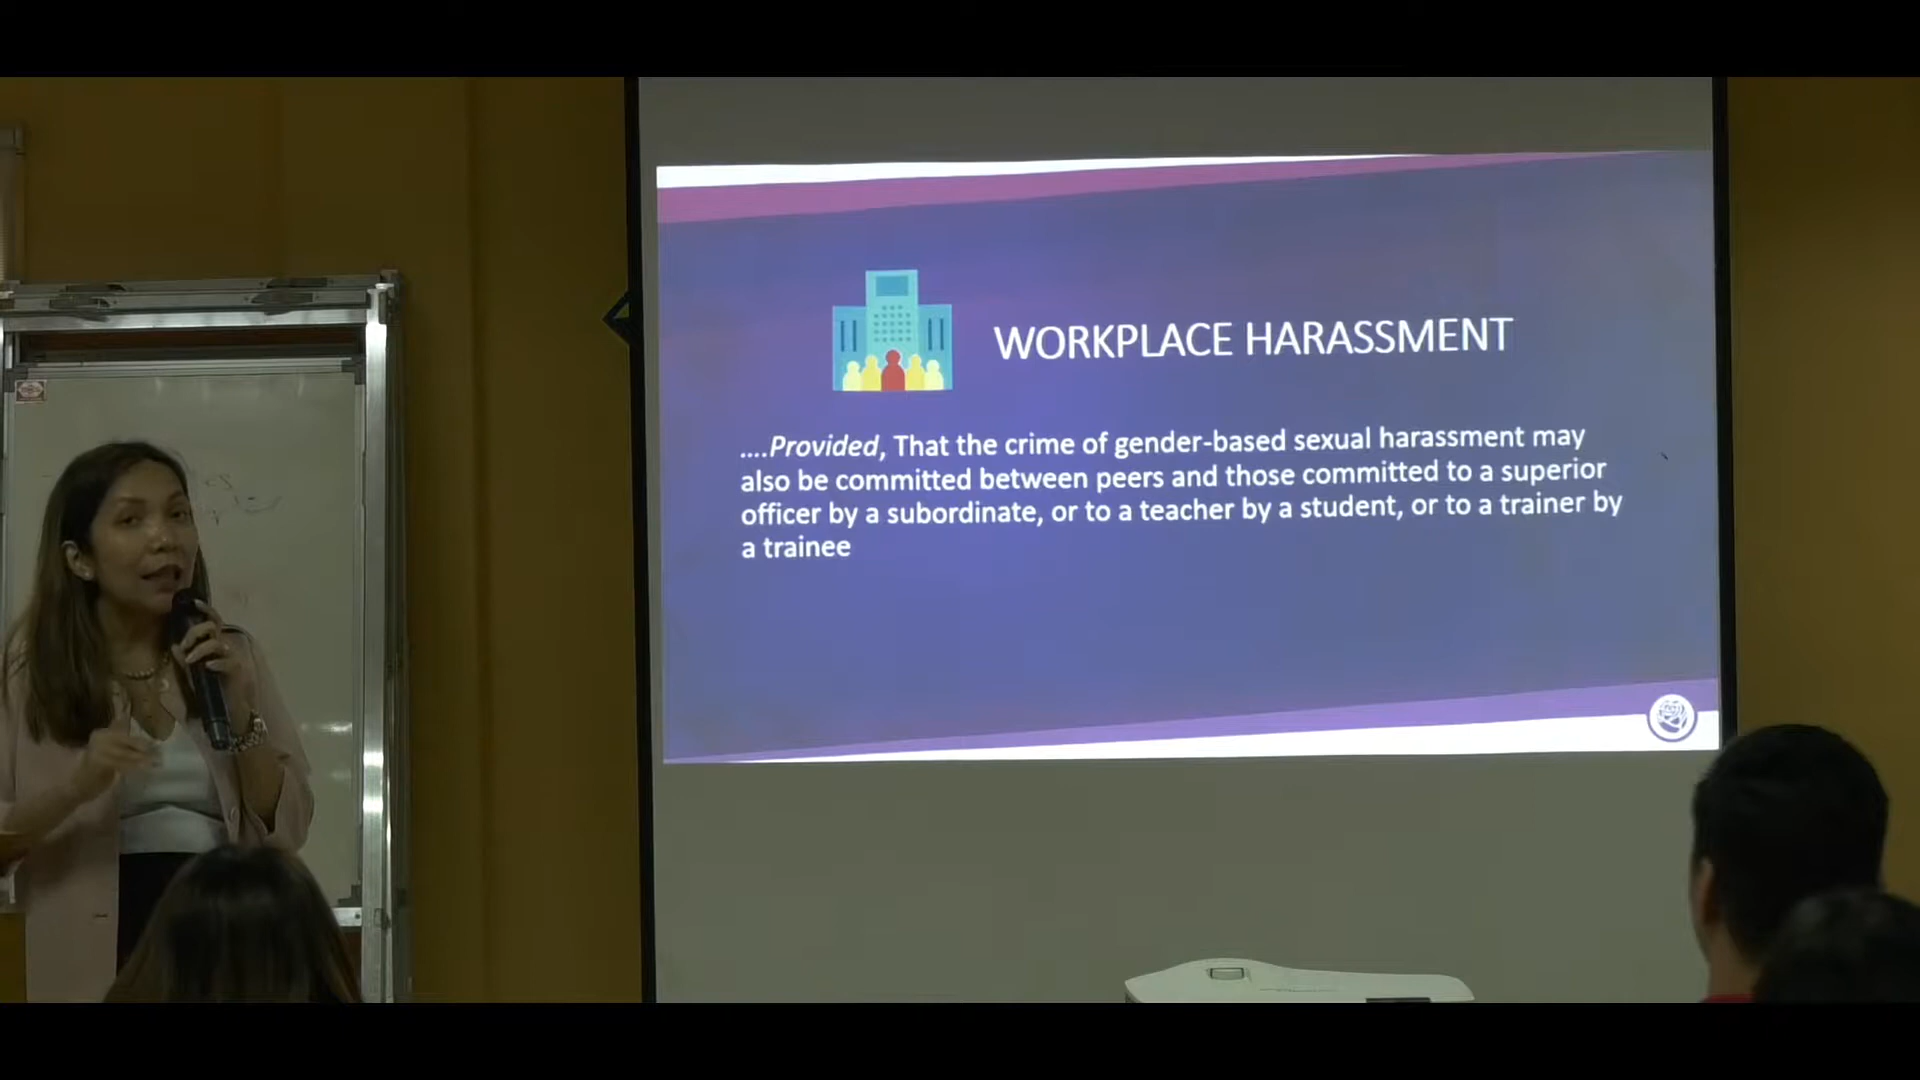 WORKPLACE HARASSMENT
....Provided, That the crime of gender-based sexual harassment may
also be committed between peers and those committed to a superior
officer by a subordinate, or to a teacher by a student, or to a trainer by
a trainee